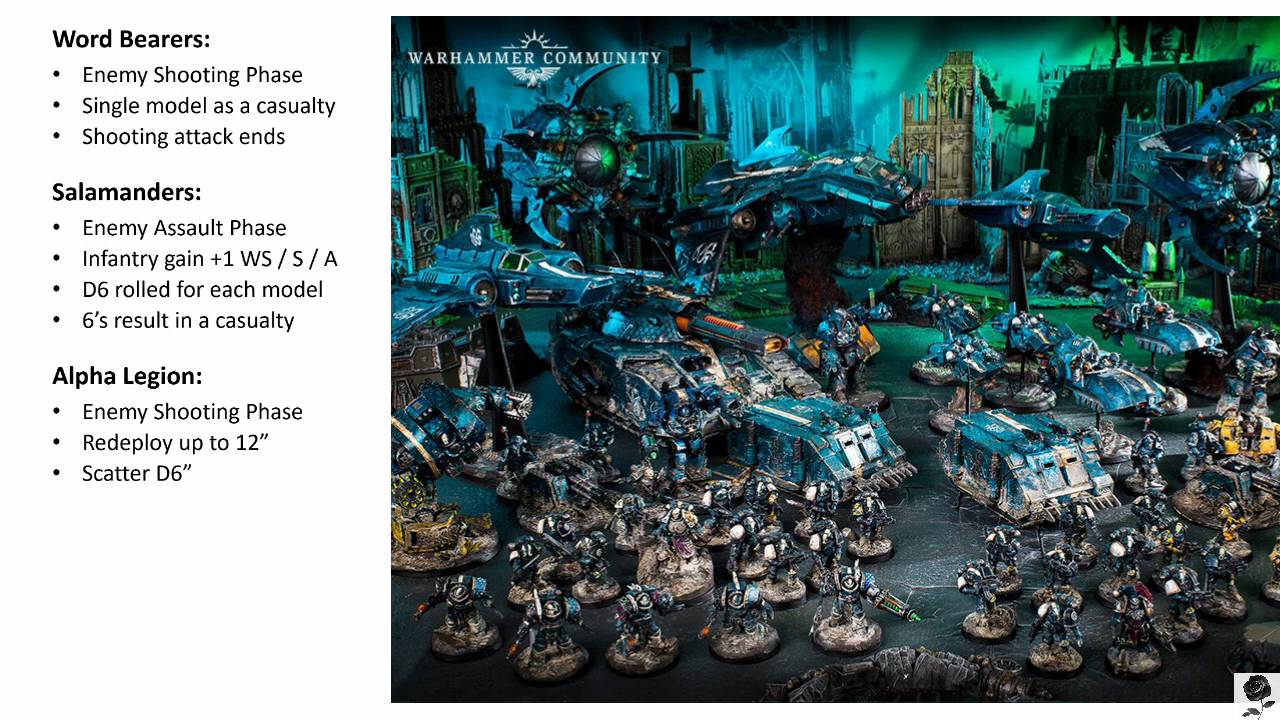 Word Bearers:
• Enemy Shooting Phase
• Single model as a casualty
• Shooting attack ends
Salamanders:
• Enemy Assault Phase
• Infantry gain +1 WS / S / A
• D6 rolled for each model
• 6’s result in a casualty
Alpha Legion:
• Enemy Shooting Phase
• Redeploy up to 12”
• Scatter D6”
WARHAMMER COMMUNITY